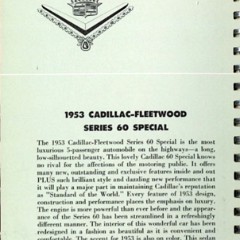 1953 CADILLAC-FLEETWOOD
SERIES 60 SPECIAL
The 1953 Cadillac-Fleetwood Series 60 Special is the most
luxurious 5-passenger automobile on the highways—a long,
low-silhouetted beauty. This lovely Cadillac 60 Special knows
no rival for the affections of the motoring public. It offers
many new, outstanding and exclusive features inside and out
PLUS such brilliant style and dazzling new performance that
it will play a major part in maintaining Cadillac's reputation
as "Standard of the World." Every feature of 1953 design,
construction and performance places the emphasis on luxury.
The engine is more powerful than ever before and the appear-
ance of the Series 60 has been streamlined in a refreshingly
different manner. The interior of this wonderful car has been
redesigned in a fashion as beautiful as it is convenient and
comfortable. The accent for 1953 is also on value. This sedan